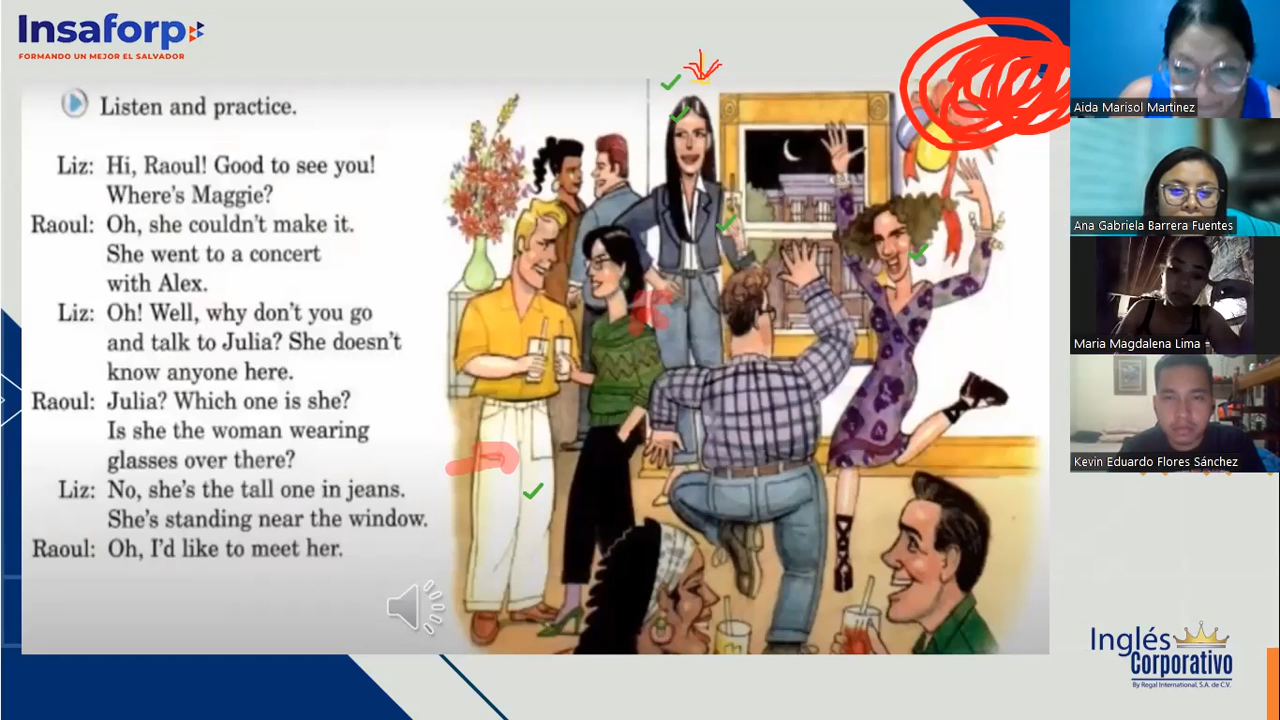 Insaforp
FORMANDO UN MEJOR EL SALVADOR
Listen and practice.
Liz: Hi, Raoul! Good to see you!
Where's Maggie?
Raoul: Oh, she couldn't make it.
She went to a concert
with Alex.
Liz: Oh! Well, why don't you go
and talk to Julia? She doesn't
know anyone here.
Raoul: Julia? Which one is she?
Is she the woman wearing
glasses over there?
Liz: No, she's the tall one in jeans.
She's standing near the window.
Raoul: Oh, I'd like to meet her.
Aida Marisol Martinez
Ana Gabriela Barrera Fuentes
Maria Magdalena Lima -
Kevin Eduardo Flores Sánchez
Inglés
Corporativo
By Regal International, S.A. de C.V.